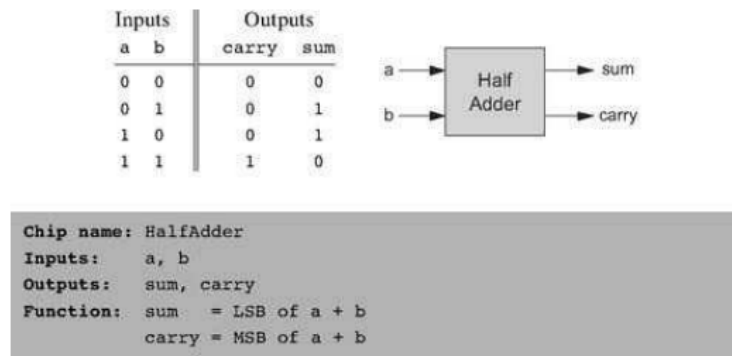 Inputs Outputs
a b carry sum
0 0 0 0
0 1 0 1
1 0 0 1
1 1 1 0
a
b
Half
Adder
sum
carry
Chip name: HalfAdder
Inputs: a, b
Outputs: sum, carry
Function: sum = LSB of a + b
carry = MSB of a + b